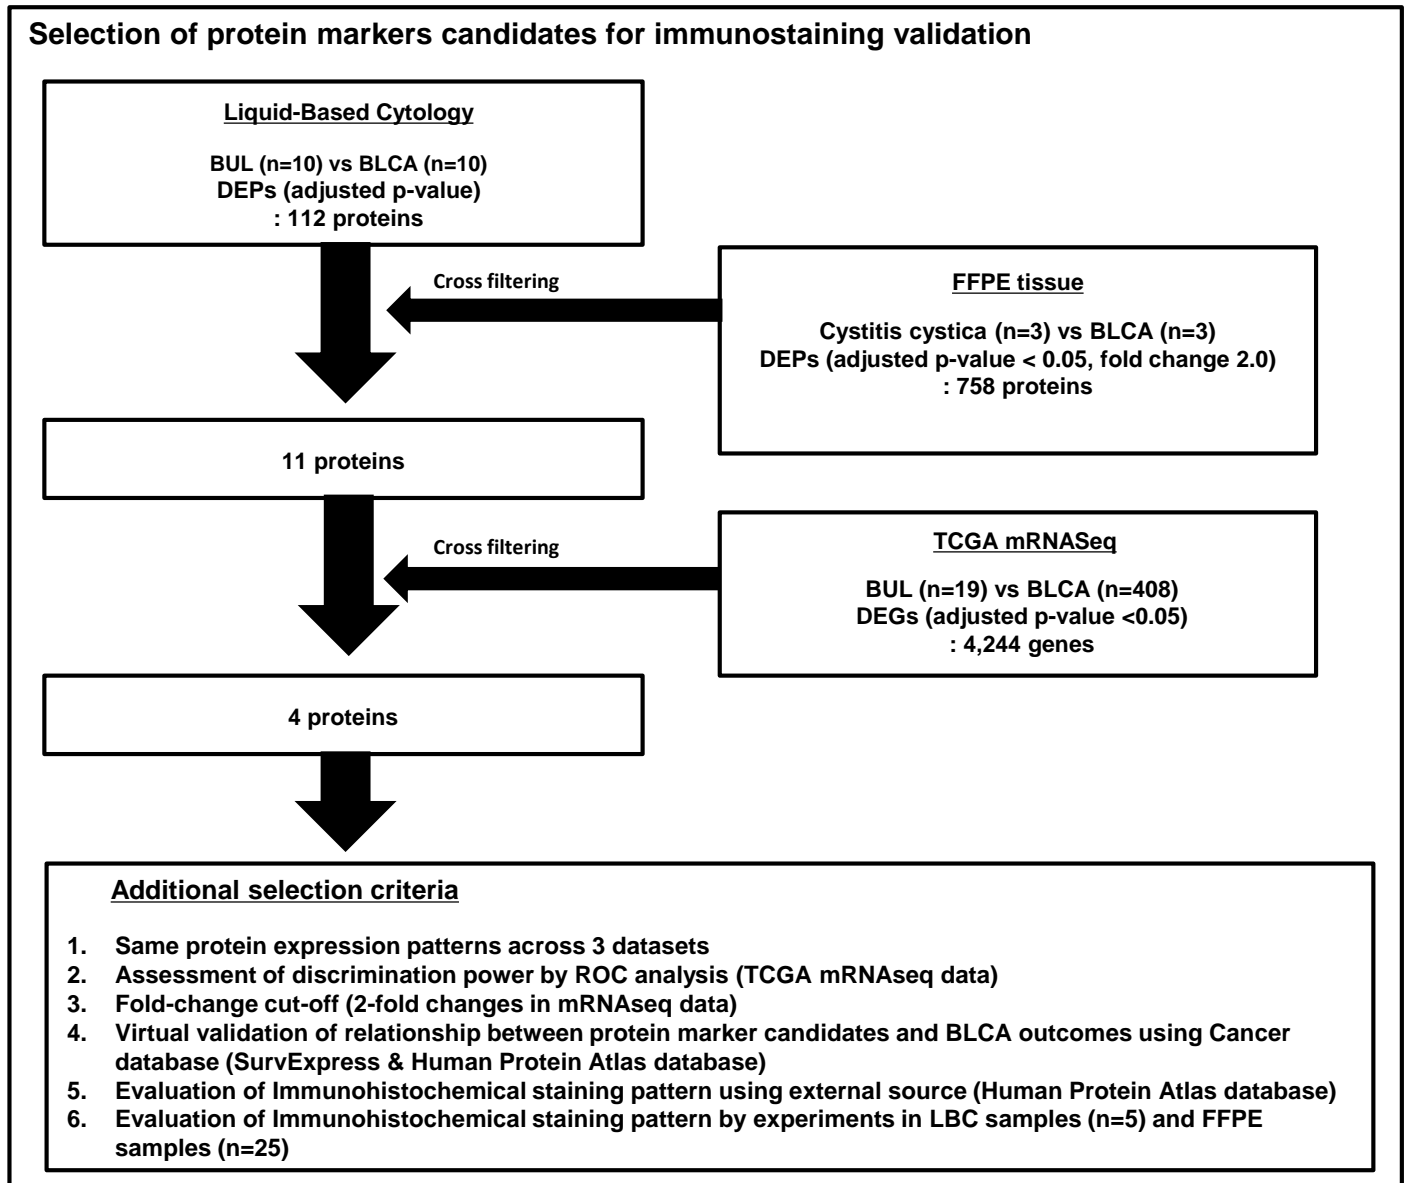 Selection of protein markers candidates for immunostaining validation
Liquid-Based Cytology
BUL (n=10) vs BLCA (n=10)
DEPs (adjusted p-value)
: 112 proteins
Cross filtering
FFPE tissue
Cystitis cystica (n=3) vs BLCA (n=3)
DEPs (adjusted p-value < 0.05, fold change 2.0)
: 758 proteins
11 proteins
Cross filtering
TCGA mRNASeq
BUL (n=19) vs BLCA (n=408)
DEGs (adjusted p-value <0.05)
: 4,244 genes
4 proteins
Additional selection criteria
1. Same protein expression patterns across 3 datasets
2. Assessment of discrimination power by ROC analysis (TCGA mRNAseq data)
3. Fold-change cut-off (2-fold changes in mRNAseq data)
4. Virtual validation of relationship between protein marker candidates and BLCA outcomes using Cancer
database (SurvExpress & Human Protein Atlas database)
5. Evaluation of Immunohistochemical staining pattern using external source (Human Protein Atlas database)
6. Evaluation of Immunohistochemical staining pattern by experiments in LBC samples (n=5) and FFPE
samples (n=25)